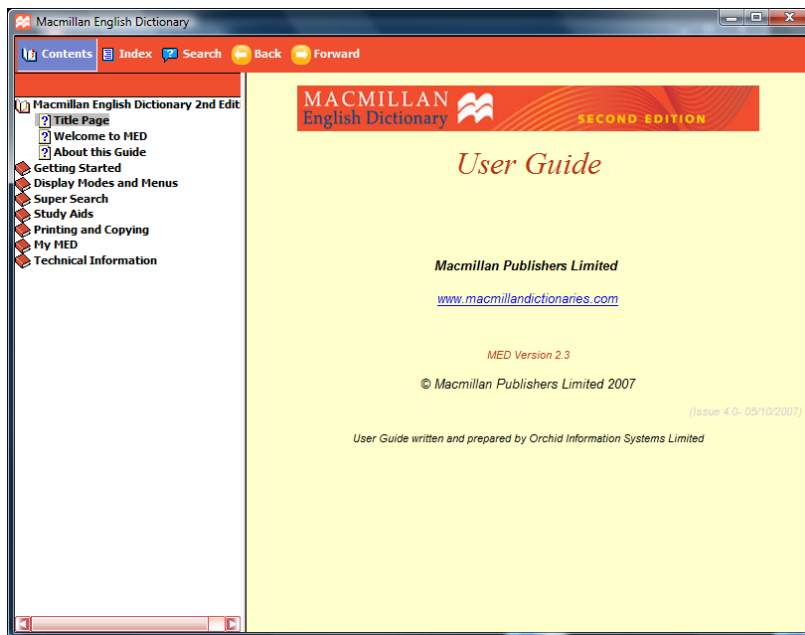 Macmillan English Dictionary
Contents Index Search Back Forward
Macmillan English Dictionary 2nd Edit
Title Page
Welcome to MED
About this Guide
Getting Started
Display Modes and Menus
Super Search
Study Aids
Printing and Copying
My MED
Technical Information
MACMILLAN
English Dictionary
SECOND EDITION
User Guide
Macmillan Publishers Limited
www.macmillandictionaries.com
MED Version 2.3
© Macmillan Publishers Limited 2007
(Issue 4.0- 05/10/2007)
User Guide written and prepared by Orchid Information Systems Limited